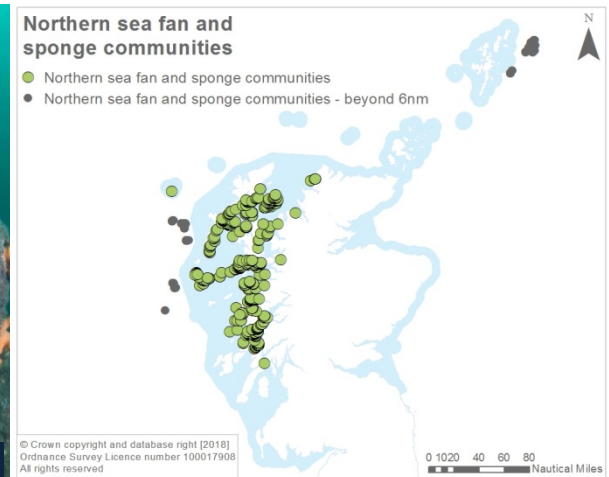 Northern sea fan and
sponge communities
Northern sea fan and sponge communities
Northern sea fan and sponge communities - beyond 6nm
N
© Crown copyright and database right [2018]
Ordnance Survey Licence number 100017908
All rights reserved
0 1020 40 60 80
Nautical Miles